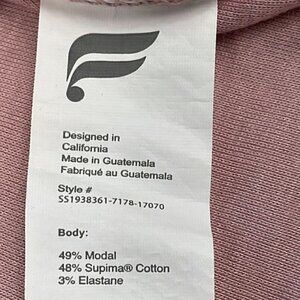 Designed in
California
Made in Guatemala
Fabriqué au Guatemala
Style #
SS1938361-7178-17070
Body:
49% Modal
48% Supima® Cotton
3% Elastane